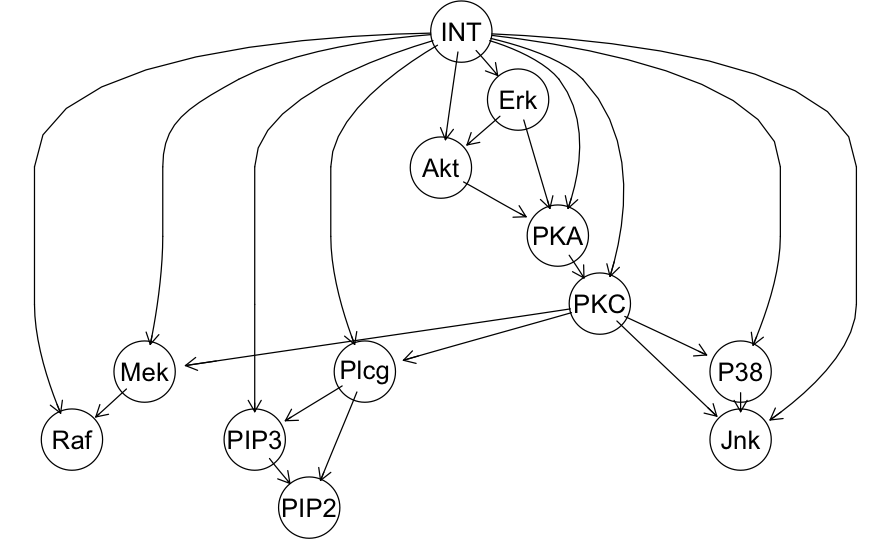 INT
Erk
Akt
PKA
PKC
Mek
Plcg
P38
Raf
PIP3
Jnk
PIP2